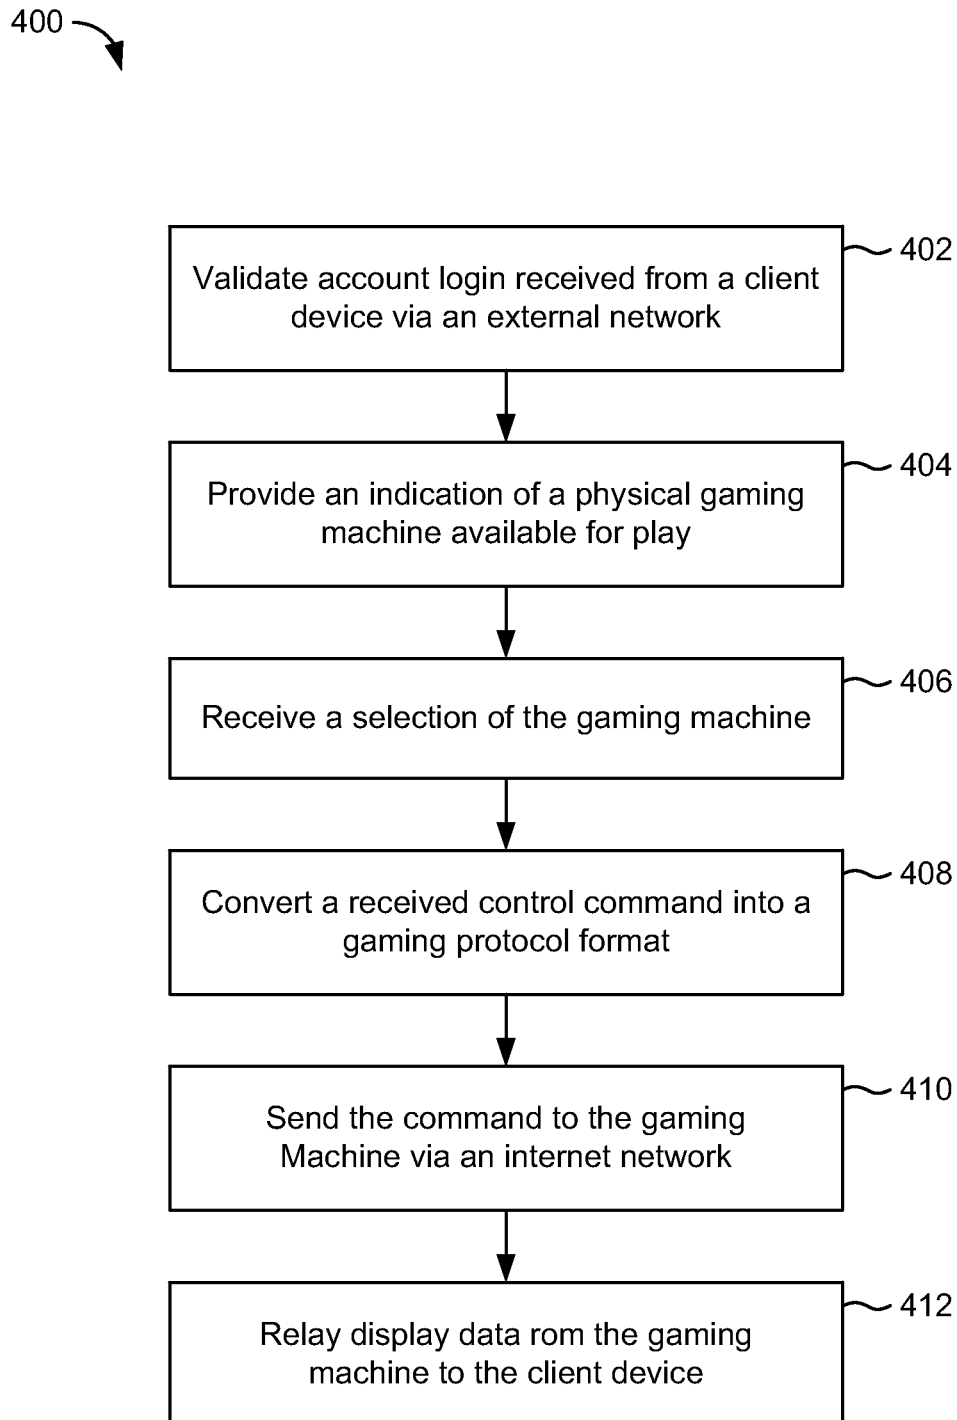 400
402
Validate account login received from a client
device via an external network
404
Provide an indication of a physical gaming
machine available for play
406
Receive a selection of the gaming machine
408
Convert a received control command into a
gaming protocol format
410
Send the command to the gaming
Machine via an internet network
412
Relay display data rom the gaming
machine to the client device